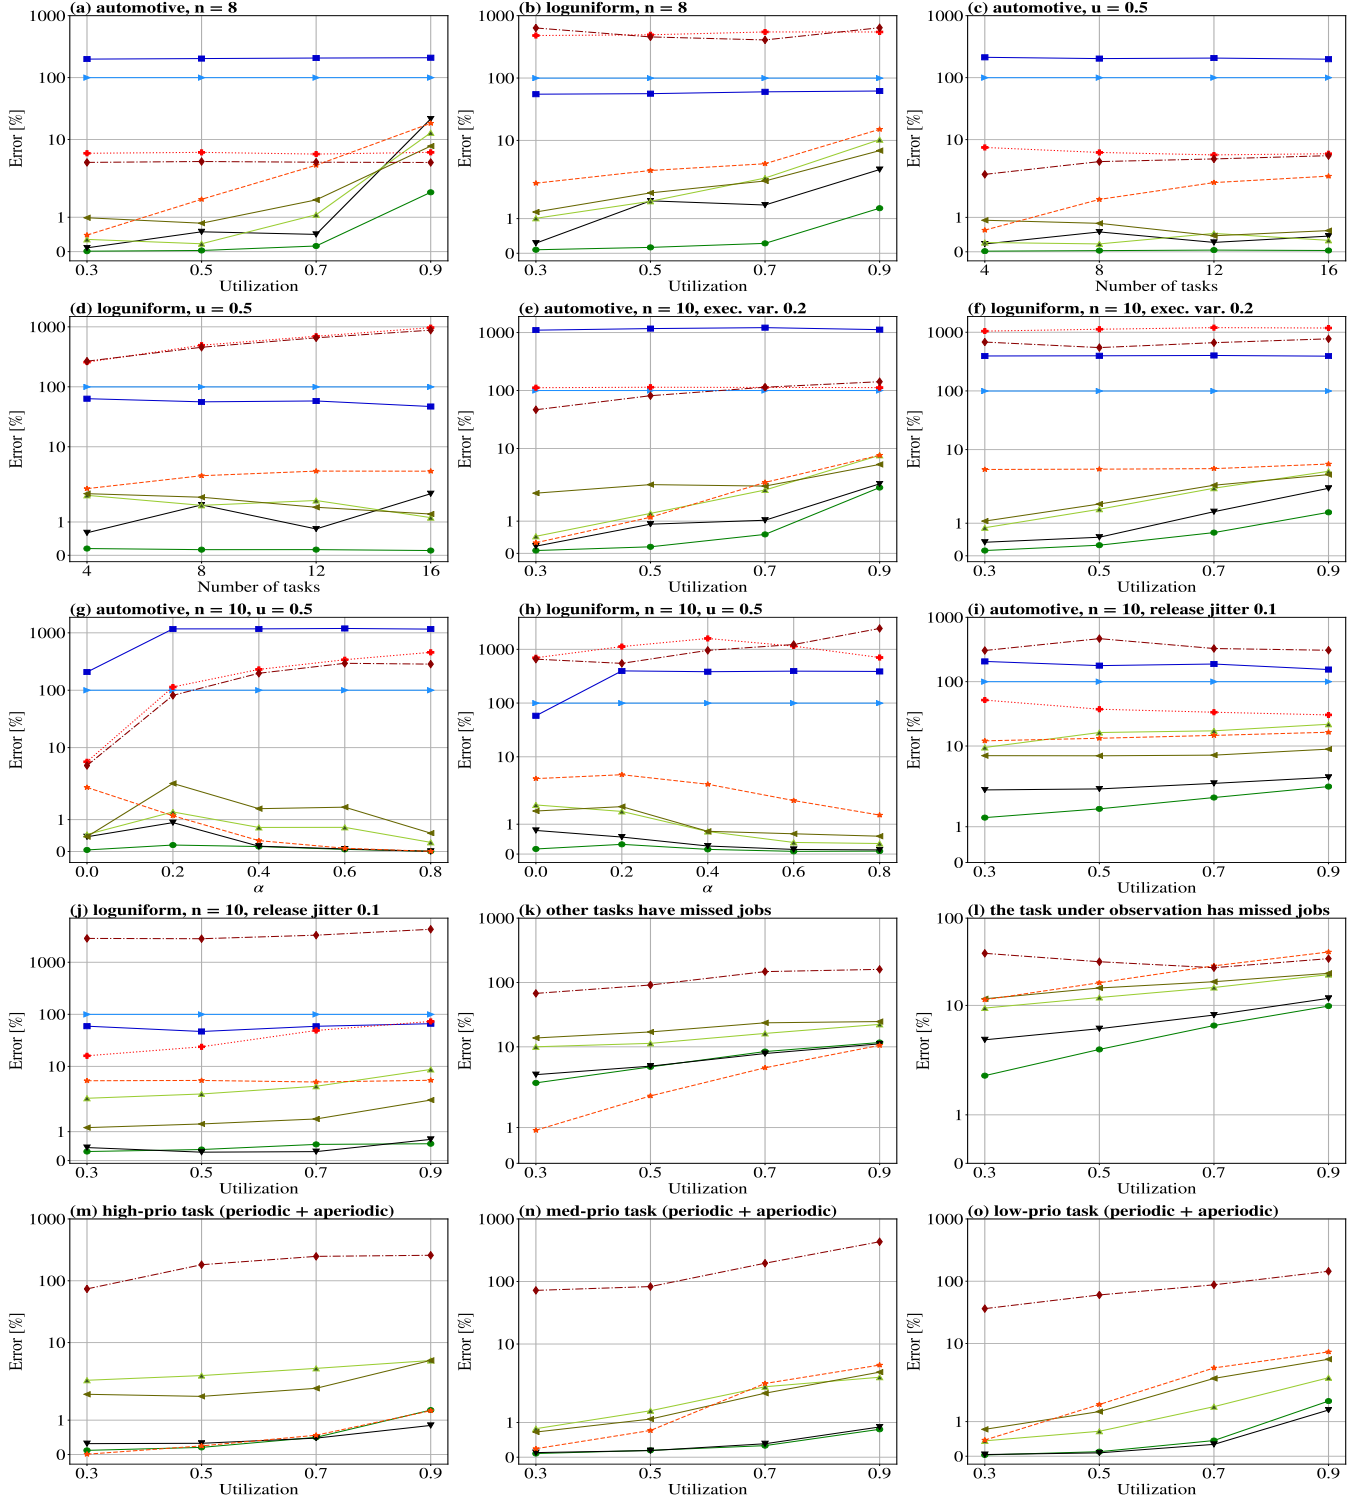 (a) automotive, n = 8
1000
100
10
1
0
Error [%]
0.3 0.5 0.7 0.9
Utilization
(b) loguniform, n = 8
1000
100
10
1
0
Error [%]
0.3 0.5 0.7 0.9
Utilization
(c) automotive, u = 0.5
1000
100
10
1
0
Error [%]
4 8 12 16
Number of tasks
(d) loguniform, u = 0.5
1000
100
10
1
0
Error [%]
4 8 12 16
Number of tasks
(e) automotive, n = 10, exec. var. 0.2
1000
100
10
1
0
Error [%]
0.3 0.5 0.7 0.9
Utilization
(f) loguniform, n = 10, exec. var. 0.2
1000
100
10
1
0
Error [%]
0.3 0.5 0.7 0.9
Utilization
(g) automotive, n = 10, u = 0.5
1000
100
10
1
0
Error [%]
0.0 0.2 0.4 0.6 0.8
α
(h) loguniform, n = 10, u = 0.5
1000
100
10
1
0
Error [%]
0.0 0.2 0.4 0.6 0.8
α
(i) automotive, n = 10, release jitter 0.1
1000
100
10
1
0
Error [%]
0.3 0.5 0.7 0.9
Utilization
(j) loguniform, n = 10, release jitter 0.1
1000
100
10
1
0
Error [%]
0.3 0.5 0.7 0.9
Utilization
(k) other tasks have missed jobs
1000
100
10
1
0
Error [%]
0.3 0.5 0.7 0.9
Utilization
(l) the task under observation has missed jobs
100
10
1
0
Error [%]
0.3 0.5 0.7 0.9
Utilization
(m) high-prio task (periodic + aperiodic)
1000
100
10
1
0
Error [%]
0.3 0.5 0.7 0.9
Utilization
(n) med-prio task (periodic + aperiodic)
1000
100
10
1
0
Error [%]
0.3 0.5 0.7 0.9
Utilization
(o) low-prio task (periodic + aperiodic)
1000
100
10
1
0
Error [%]
0.3 0.5 0.7 0.9
Utilization